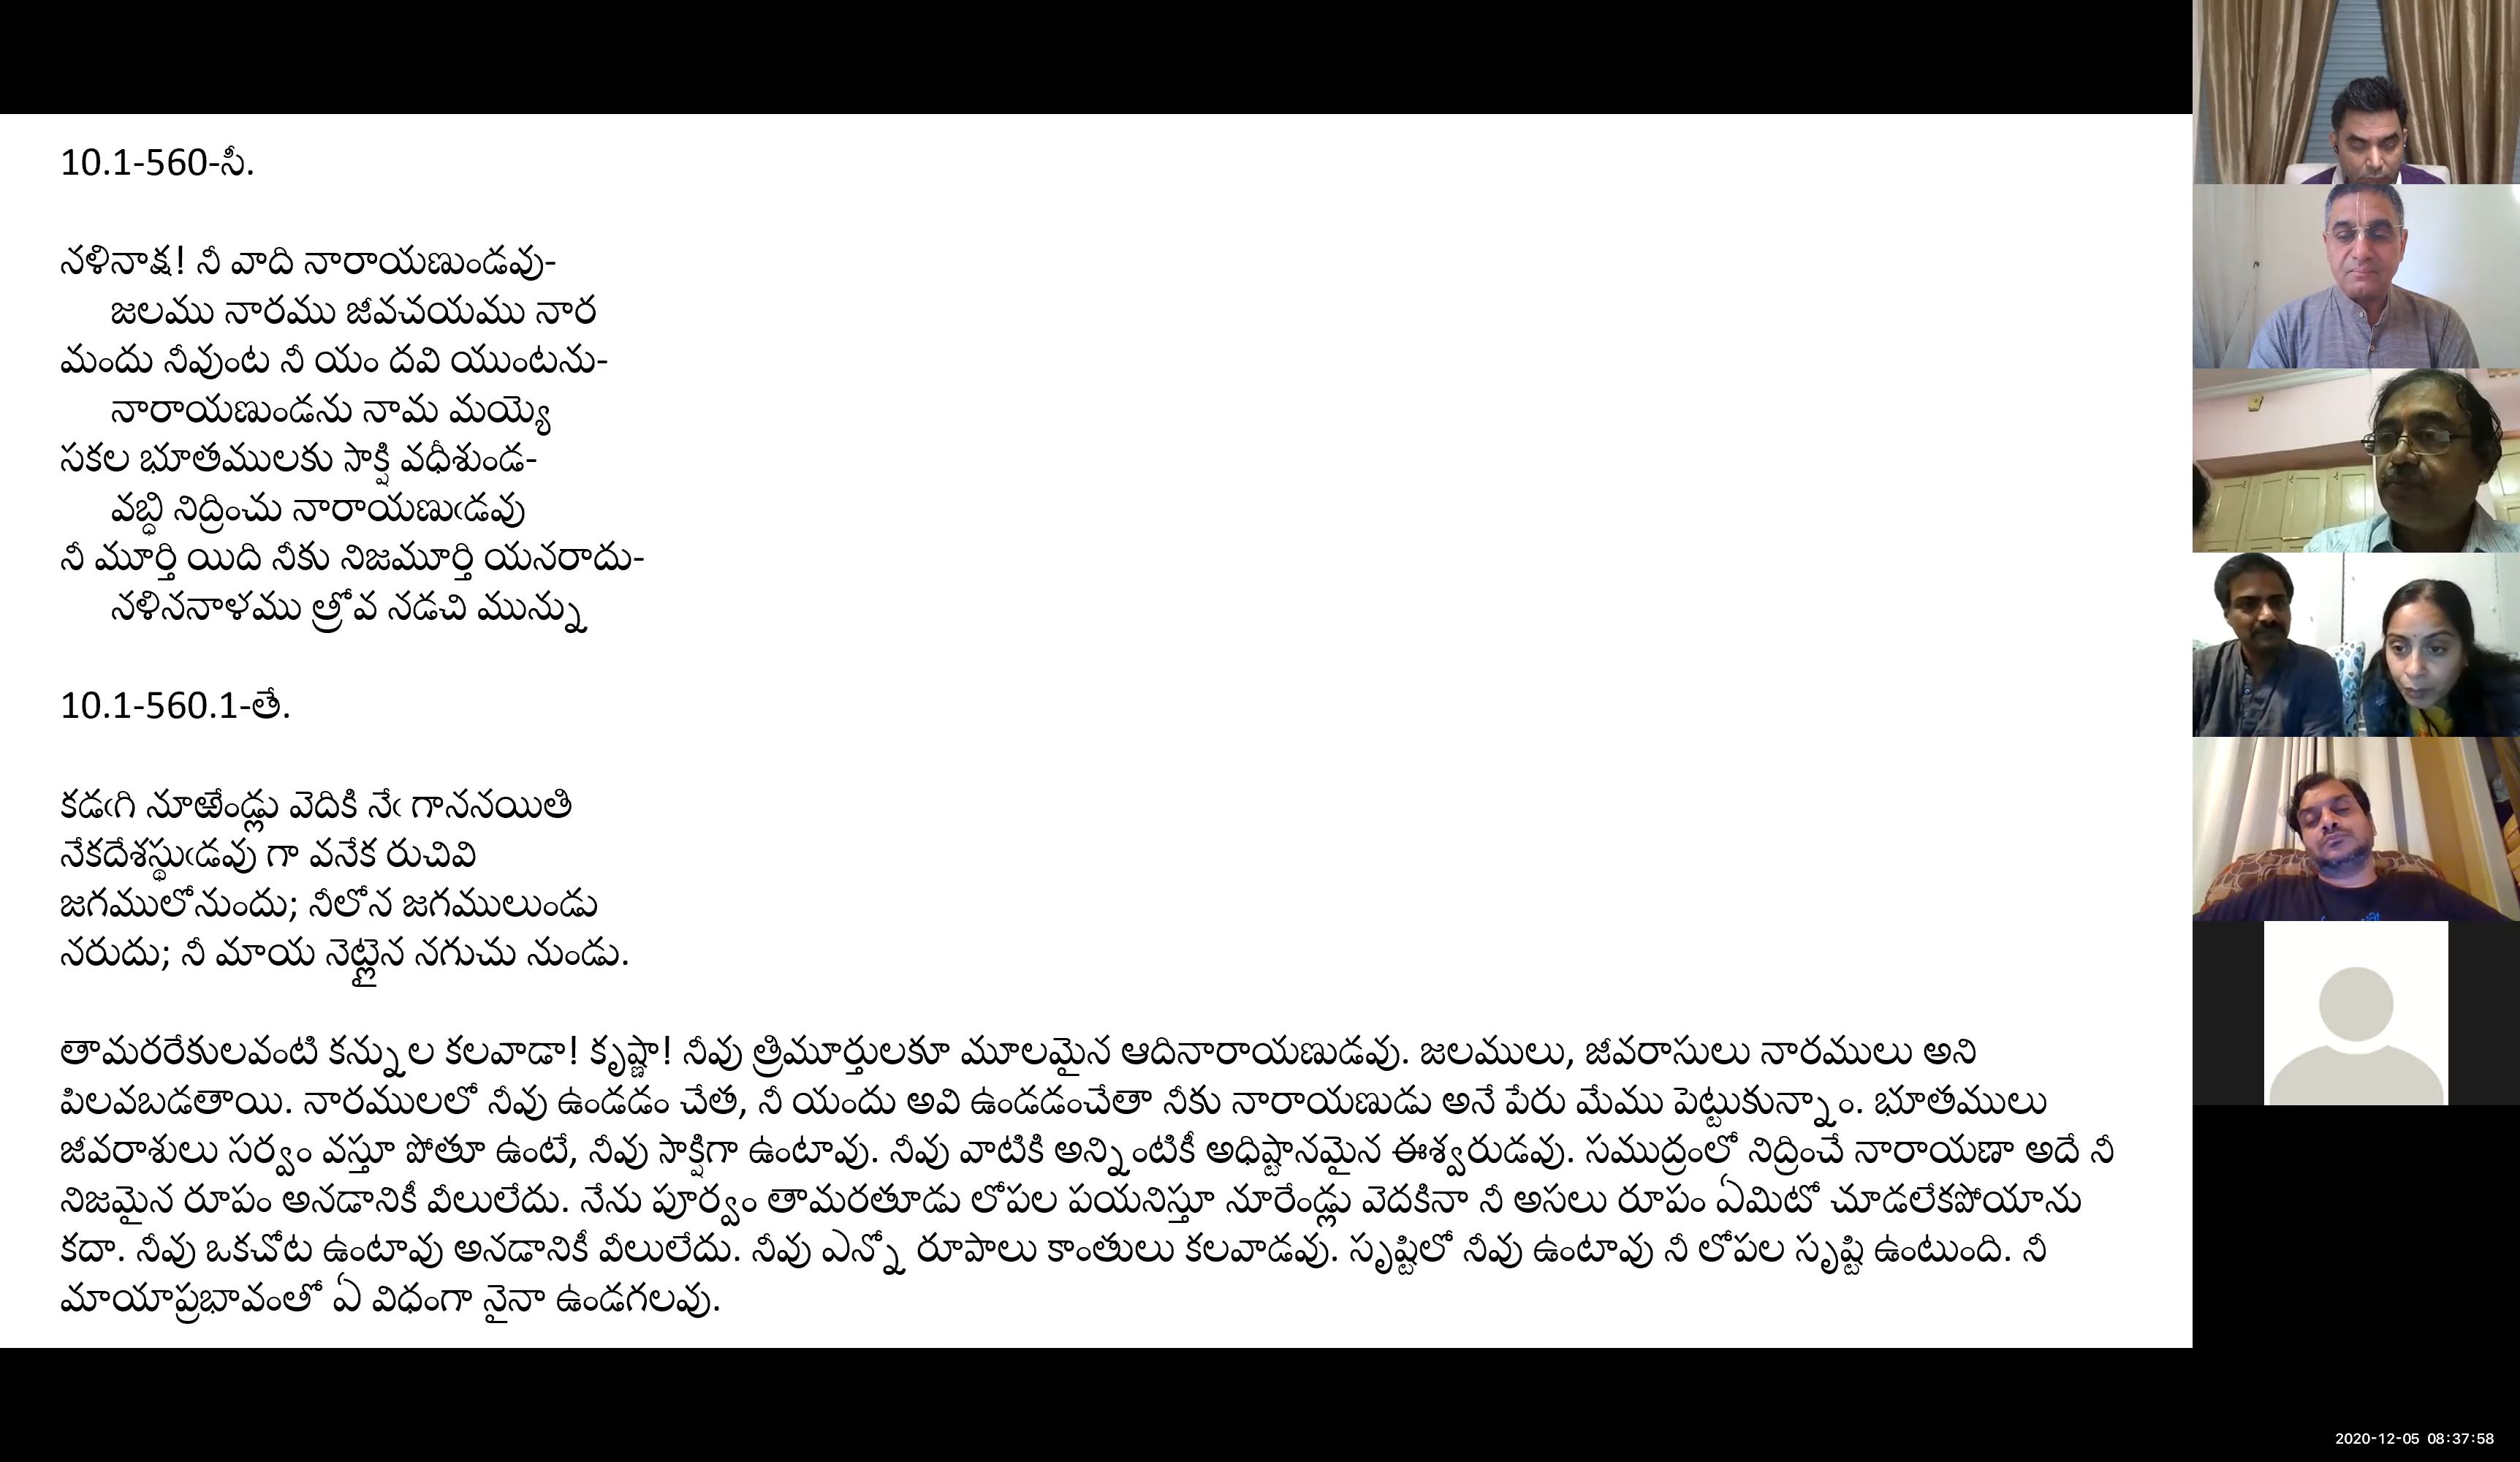 10.1-560-సీ.
నళినాక్ష! నీ వాది నారాయణుండవు-
జలము నారము జీవచయము నార
మందు నీవుంట నీ యం దవి యుంటను-
నారాయణుండను నామ మయ్యె
సకల భూతములకు సాక్షి వధీశుండ-
వబ్ధి నిద్రించు నారాయణుఁడవు
నీ మూర్తి యిది నీకు నిజమూర్తి యనరాదు-
నళిననాళము త్రోవ నడచి మున్ను
10.1-560.1-తే.
కడఁగి నూఱేండ్లు వెదికి నేఁ గాననయితి
నేకదేశస్థుఁడవు గా వనేక రుచివి
జగములోనుందు; నీలోన జగములుండు
నరుదు; నీ మాయ నెట్లైన నగుచు నుండు.
తామరరేకులవంటి కన్నుల కలవాడా! కృష్ణా! నీవు త్రిమూర్తులకూ మూలమైన ఆదినారాయణుడవు. జలములు, జీవరాసులు నారములు అని
పిలవబడతాయి. నారములలో నీవు ఉండడం చేత, నీ యందు అవి ఉండడంచేతా నీకు నారాయణుడు అనే పేరు మేము పెట్టుకున్నాం. భూతములు
జీవరాశులు సర్వం వస్తూ పోతూ ఉంటే, నీవు సాక్షిగా ఉంటావు. నీవు వాటికి అన్నింటికీ అధిష్టానమైన ఈశ్వరుడవు. సముద్రంలో నిద్రించే నారాయణా అదే నీ
నిజమైన రూపం అనడానికీ వీలులేదు. నేను పూర్వం తామరతూడు లోపల పయనిస్తూ నూరేండ్లు వెదకినా నీ అసలు రూపం ఏమిటో చూడలేకపోయాను
కదా. నీవు ఒకచోట ఉంటావు అనడానికీ వీలులేదు. నీవు ఎన్నో రూపాలు కాంతులు కలవాడవు. సృష్టిలో నీవు ఉంటావు నీ లోపల సృష్టి ఉంటుంది. నీ
మాయాప్రభావంతో ఏ విధంగా నైనా ఉండగలవు.
2020-12-05 08:37:58